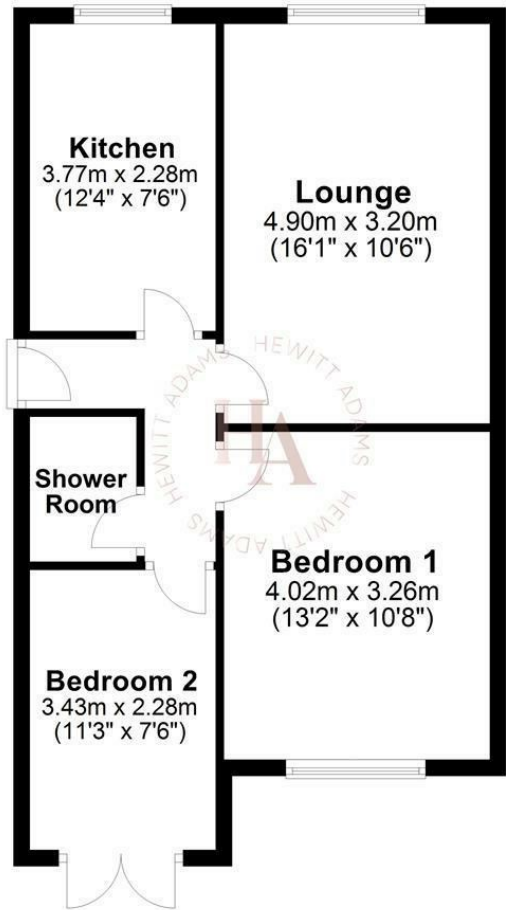 Kitchen
3.77m x 2.28m
(12'4" x 7'6")
Lounge
4.90m x 3.20m
(16'1" x 10'6")
HEWITT ADAMS HEWITT ADAMS HEWITT ADAMS
HA
Shower
Room
Bedroom 1
4.02m x 3.26m
(13'2" x 10'8")
Bedroom 2
3.43m x 2.28m
(11'3" x 7'6")